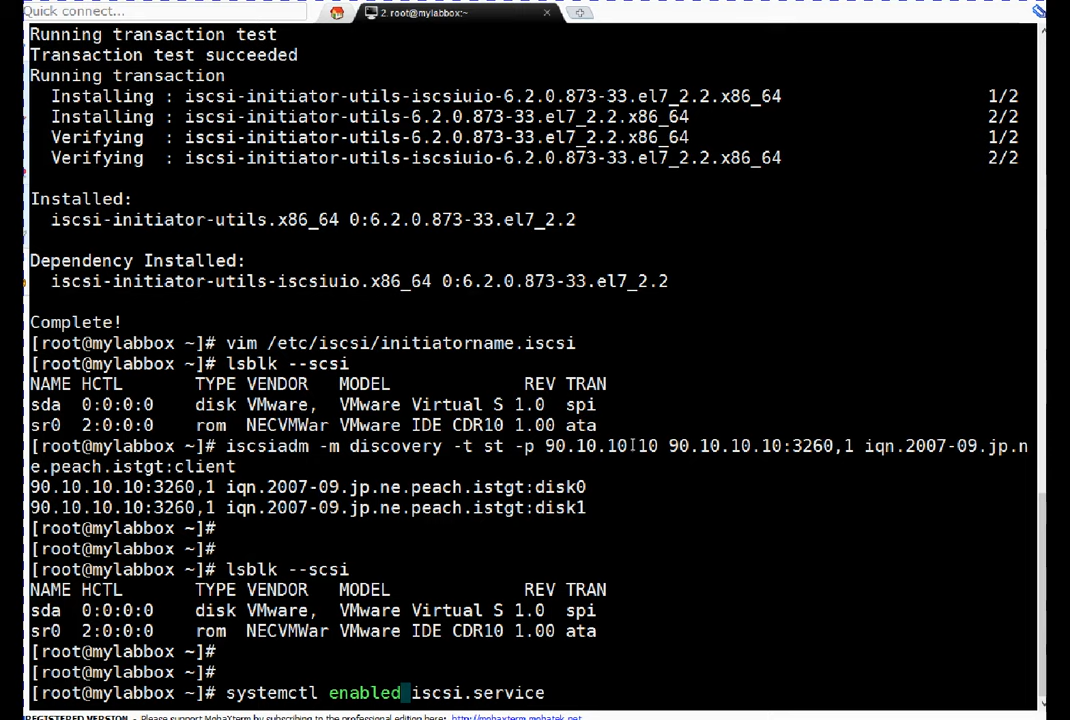 Quick connect...
2. root@mylabbox:~
Running transaction test
Transaction test succeeded
Running transaction
Installing : iscsi-initiator-utils-iscsiuio-6.2.0.873-33.el7_2.2.x86_64 1/2
Installing : iscsi-initiator-utils-6.2.0.873-33.el7_2.2.x86_64 2/2
Verifying : iscsi-initiator-utils-6.2.0.873-33.el7_2.2.x86_64 1/2
Verifying : iscsi-initiator-utils-iscsiuio-6.2.0.873-33.el7_2.2.x86_64 2/2
Installed:
iscsi-initiator-utils.x86_64 0:6.2.0.873-33.el7_2.2
Dependency Installed:
iscsi-initiator-utils-iscsiuio.x86_64 0:6.2.0.873-33.el7_2.2
Complete!
[root@mylabbox ~]# vim /etc/iscsi/initiatorname.iscsi
[root@mylabbox ~]# lsblk --scsi
NAME HCTL TYPE VENDOR MODEL REV TRAN
sda 0:0:0:0 disk VMware, VMware Virtual S 1.0 spi
sr0 2:0:0:0 rom NECVMWar VMware IDE CDR10 1.00 ata
[root@mylabbox ~]# iscsiadm -m discovery -t st -p 90.10.10.10 90.10.10.10:3260,1 iqn.2007-09.jp.n
e.peach.istgt:client
90.10.10.10:3260,1 iqn.2007-09.jp.ne.peach.istgt:disk0
90.10.10.10:3260,1 iqn.2007-09.jp.ne.peach.istgt:disk1
[root@mylabbox ~]#
[root@mylabbox ~]#
[root@mylabbox ~]# lsblk --scsi
NAME HCTL TYPE VENDOR MODEL REV TRAN
sda 0:0:0:0 disk VMware, VMware Virtual S 1.0 spi
sr0 2:0:0:0 rom NECVMWar VMware IDE CDR10 1.00 ata
[root@mylabbox ~]#
[root@mylabbox ~]#
[root@mylabbox ~]# systemctl enabled iscsi.service
REGISTERED VERSION - Please support MobaXterm by subscribing to the professional edition here: http://mobaxterm.mobatek.net